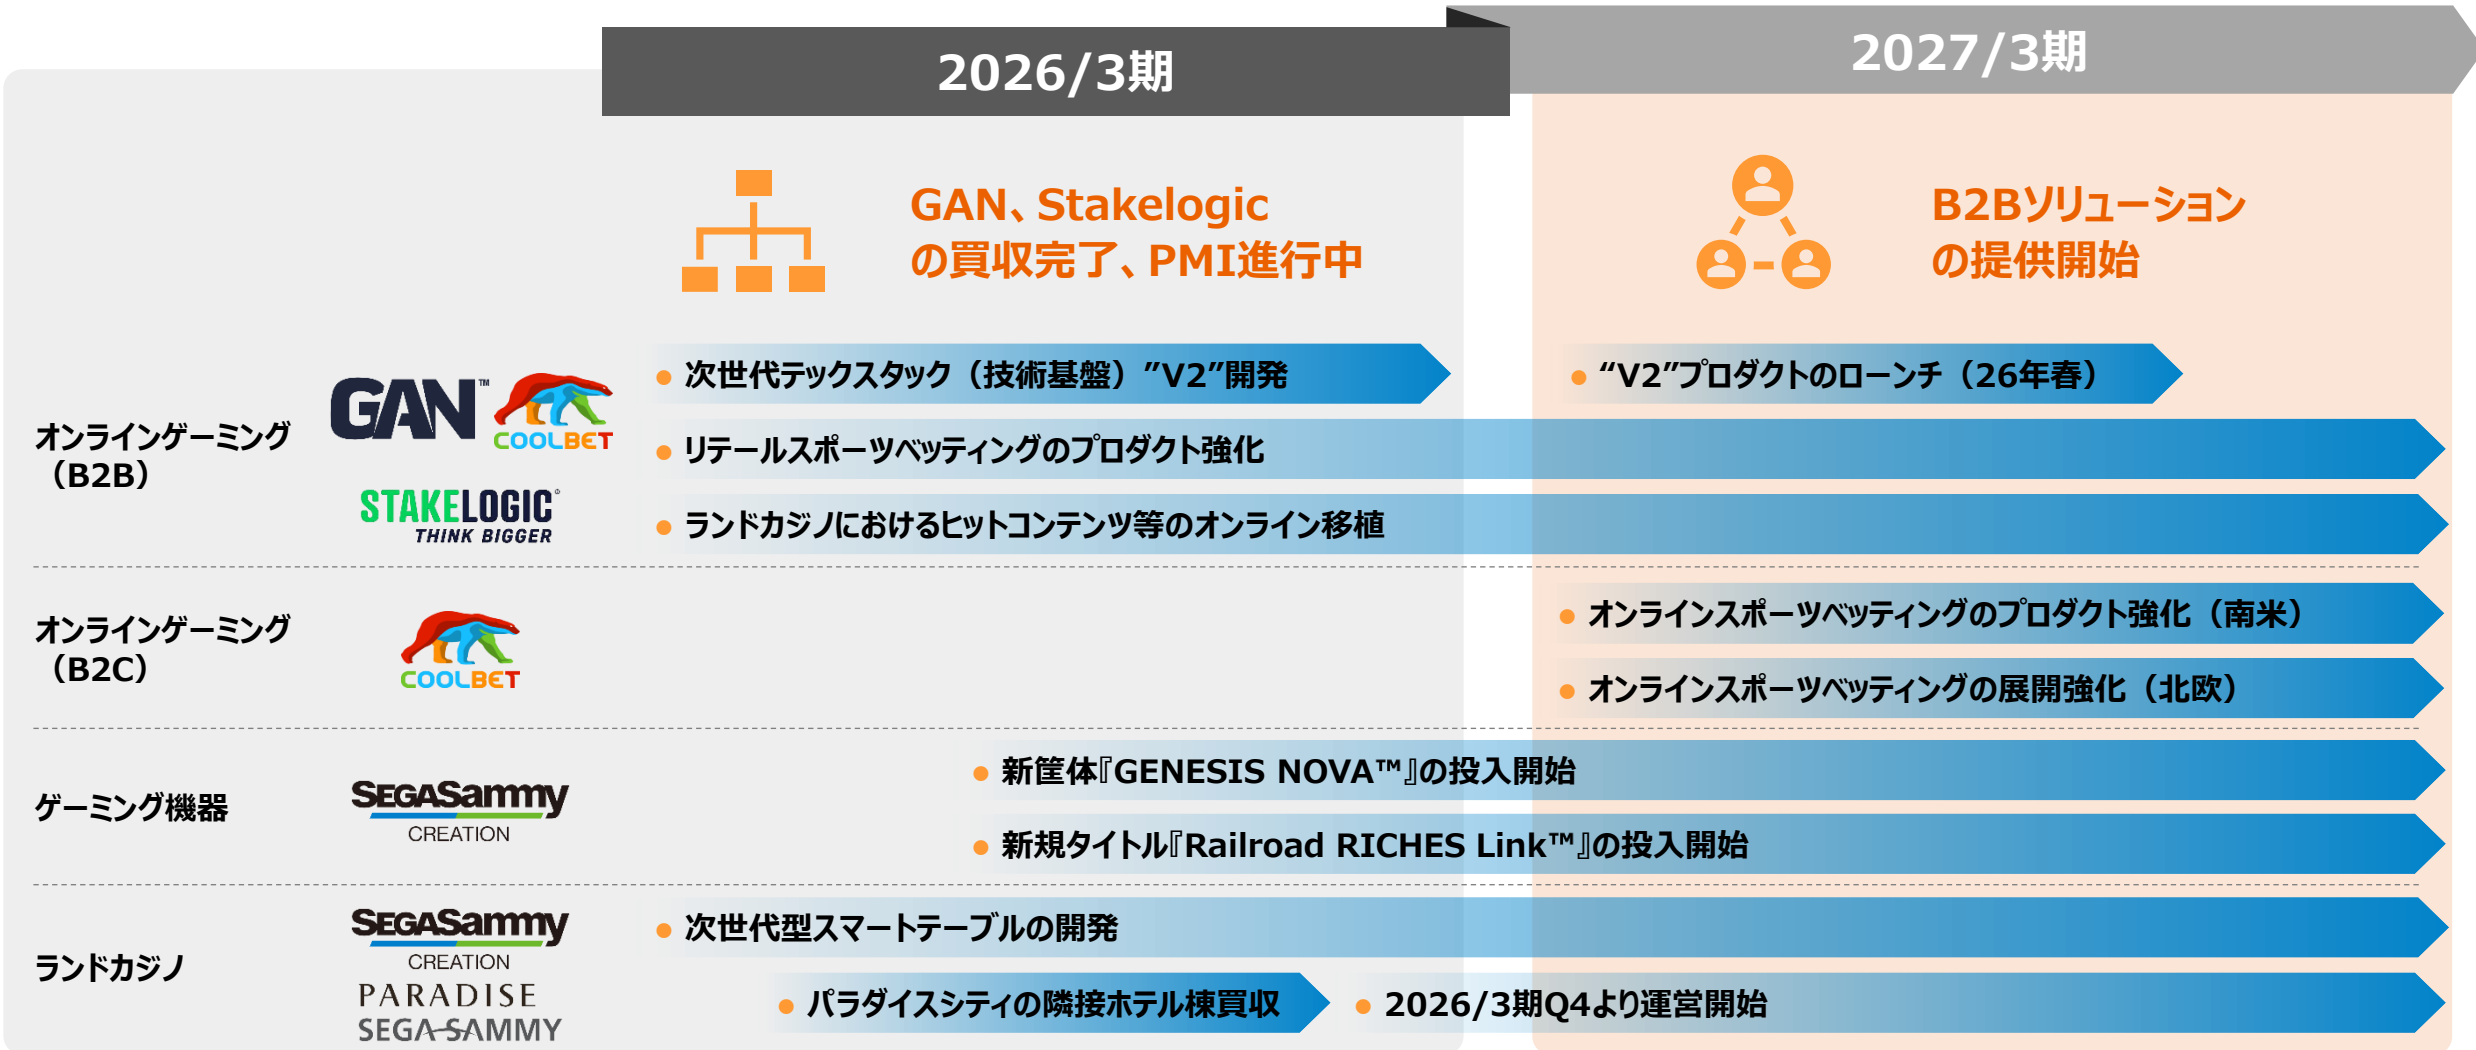 2026/3期
2027/3期
GAN、Stakelogic
の買収完了、PMI進行中
B2Bソリューション
の提供開始
オンラインゲーミング
（B2B）
GAN™
COOLBET
STAKELOGIC®
THINK BIGGER
● 次世代テックスタック（技術基盤）”V2”開発
● “V2”プロダクトのローンチ（26年春）
● リテールスポーツベッティングのプロダクト強化
● ランドカジノにおけるヒットコンテンツ等のオンライン移植
オンラインゲーミング
（B2C）
COOLBET
● オンラインスポーツベッティングのプロダクト強化（南米）
● オンラインスポーツベッティングの展開強化（北欧）
ゲーミング機器
SEGASammy
CREATION
● 新筐体『GENESIS NOVA™』の投入開始
● 新規タイトル『Railroad RICHES Link™』の投入開始
ランドカジノ
SEGASammy
CREATION
PARADISE
SEGA SAMMY
● 次世代型スマートテーブルの開発
● パラダイスシティの隣接ホテル棟買収
● 2026/3期Q4より運営開始